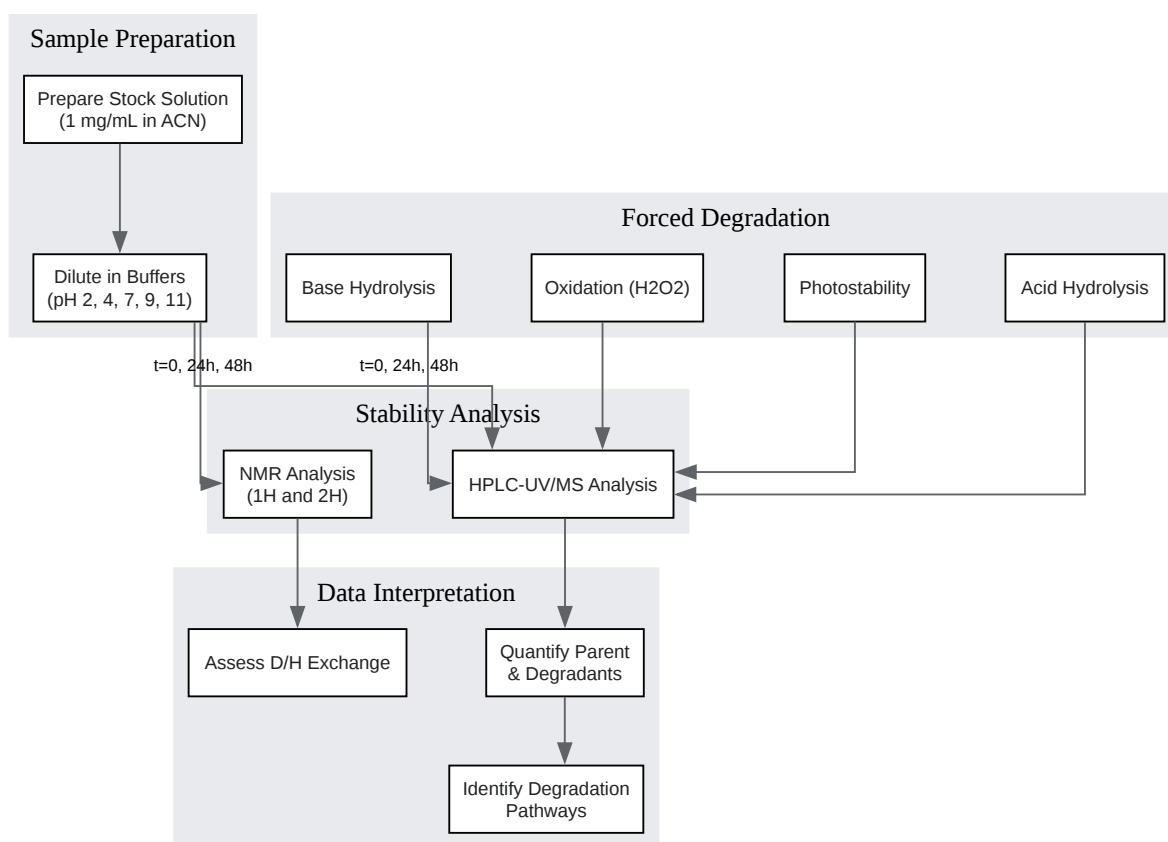 Sample Preparation
Prepare Stock Solution
(1 mg/mL in ACN)
Forced Degradation
Dilute in Buffers
(pH 2, 4, 7, 9, 11)
Base Hydrolysis
Oxidation (H2O2)
Photostability
Acid Hydrolysis
t=0, 24h, 48h
t=0, 24h, 48h
Stability Analysis
NMR Analysis
(1H and 2H)
HPLC-UV/MS Analysis
Data Interpretation
Assess D/H Exchange
Quantify Parent
& Degradants
Identify Degradation
Pathways